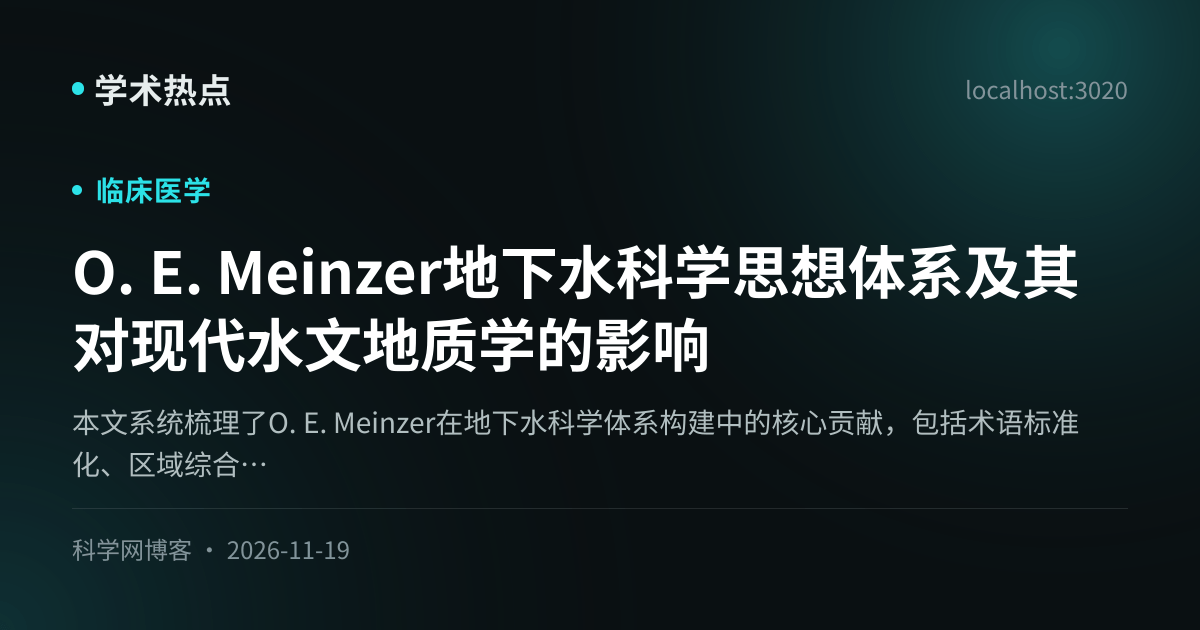 学术热点
localhost:3020
临床医学
O. E. Meinzer地下水科学思想体系及其
对现代水文地质学的影响
本文系统梳理了O. E. Meinzer在地下水科学体系构建中的核心贡献，包括术语标准
化、区域综合…
科学网博客 • 2026-11-19